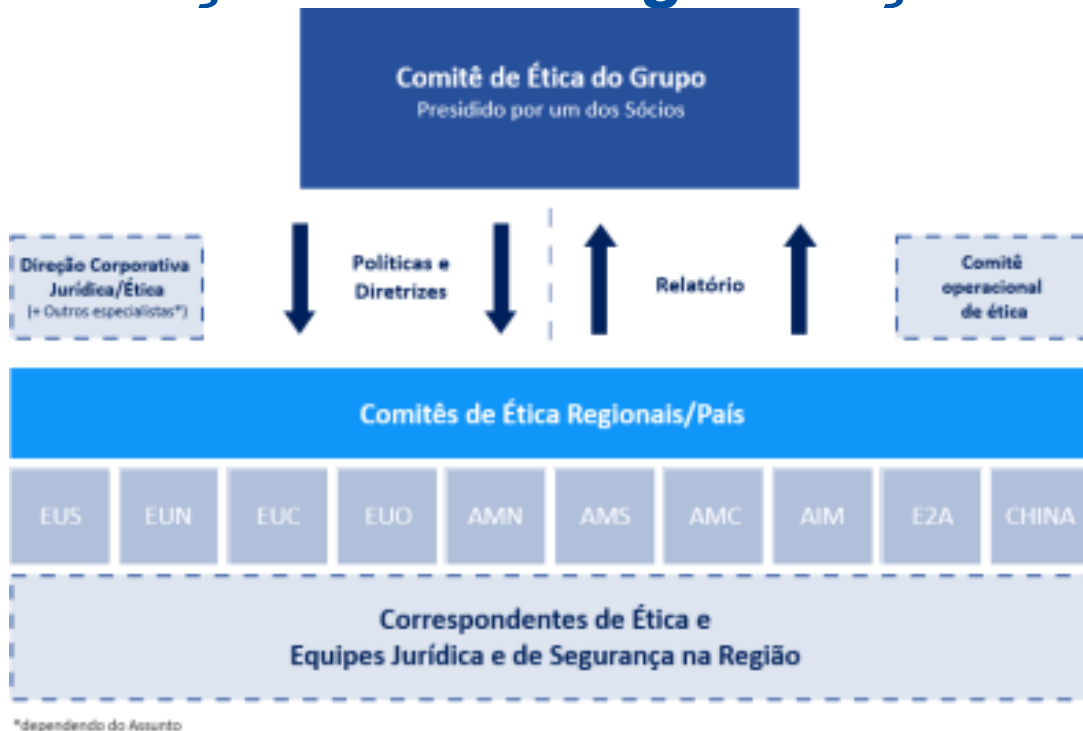 Comitê de Ética do Grupo
Presidido por um dos Sócios
Direção Corporativa
Jurídica/Ética
(+ Outros especialistas*)
Políticas e
Diretrizes
Relatório
Comitê
operacional
de ética
Comitês de Ética Regionais/País
EUS EUN EUC EUO AMN AMS AMC AIM E2A CHINA
Correspondentes de Ética e
Equipes Jurídica e de Segurança na Região
*dependendo do Assunto